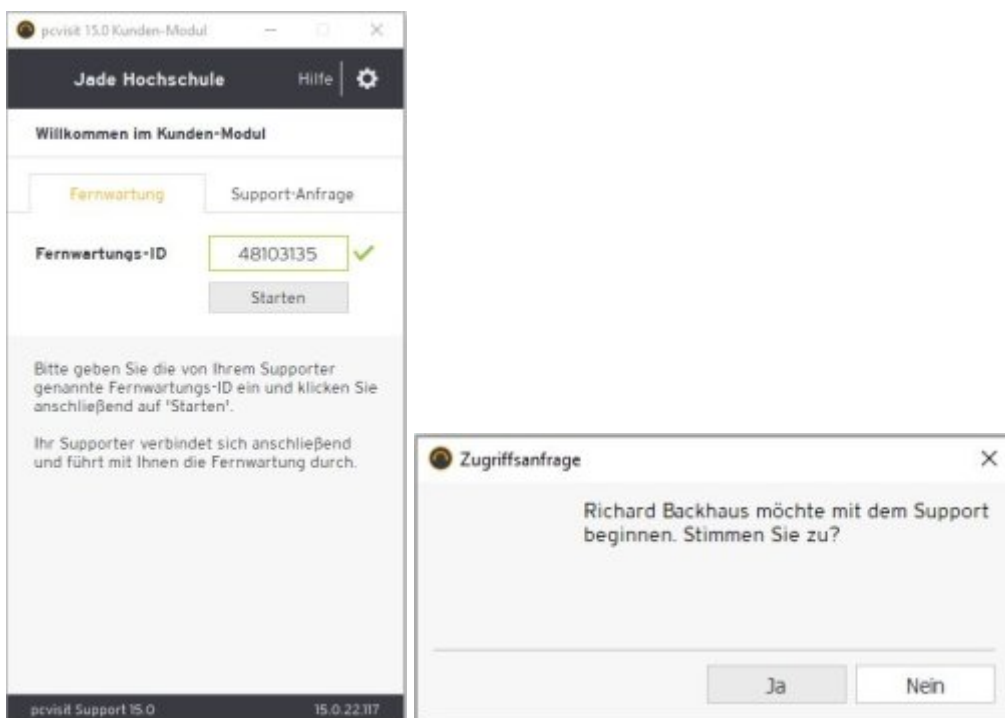 pcvisit 15.0 Kunden-Modul
Jade Hochschule
Hilfe
Willkommen im Kunden-Modul
Fernwartung
Support-Anfrage
Fernwartungs-ID
48103135
Starten
Bitte geben Sie die von Ihrem Supporter
genannte Fernwartungs-ID ein und klicken Sie
anschließend auf 'Starten'.
Ihr Supporter verbindet sich anschließend
und führt mit Ihnen die Fernwartung durch.
pcvisit Support 15.0
15.0.22.117
Zugriffsanfrage
Richard Backhaus möchte mit dem Support
beginnen. Stimmen Sie zu?
Ja
Nein